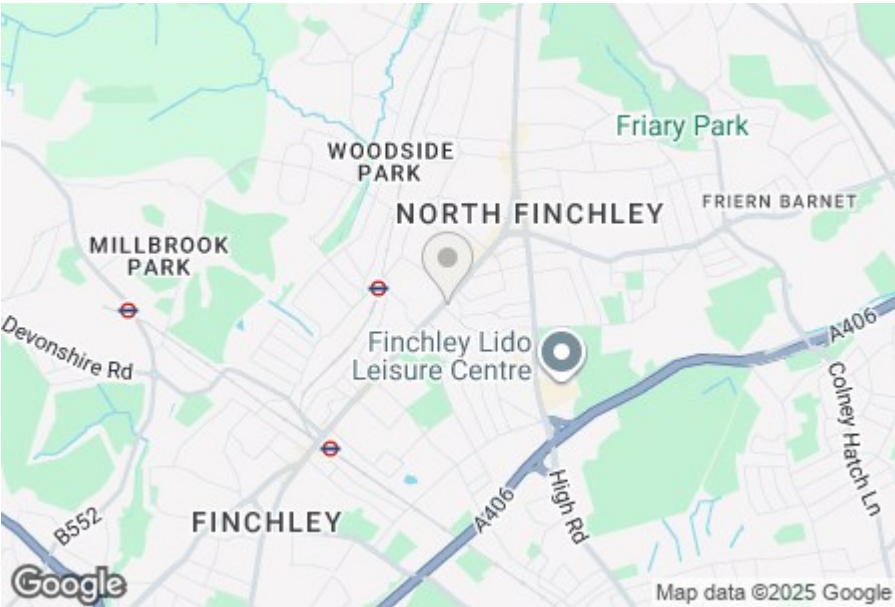 Friary Park
WOODSIDE
PARK
NORTH FINCHLEY
FRIERN BARNET
MILLBROOK
PARK
Devonshire Rd
Finchley Lido
Leisure Centre
A406
Colney Hatch Ln
High Rd
A406
B552
FINCHLEY
Google
Map data ©2025 Google